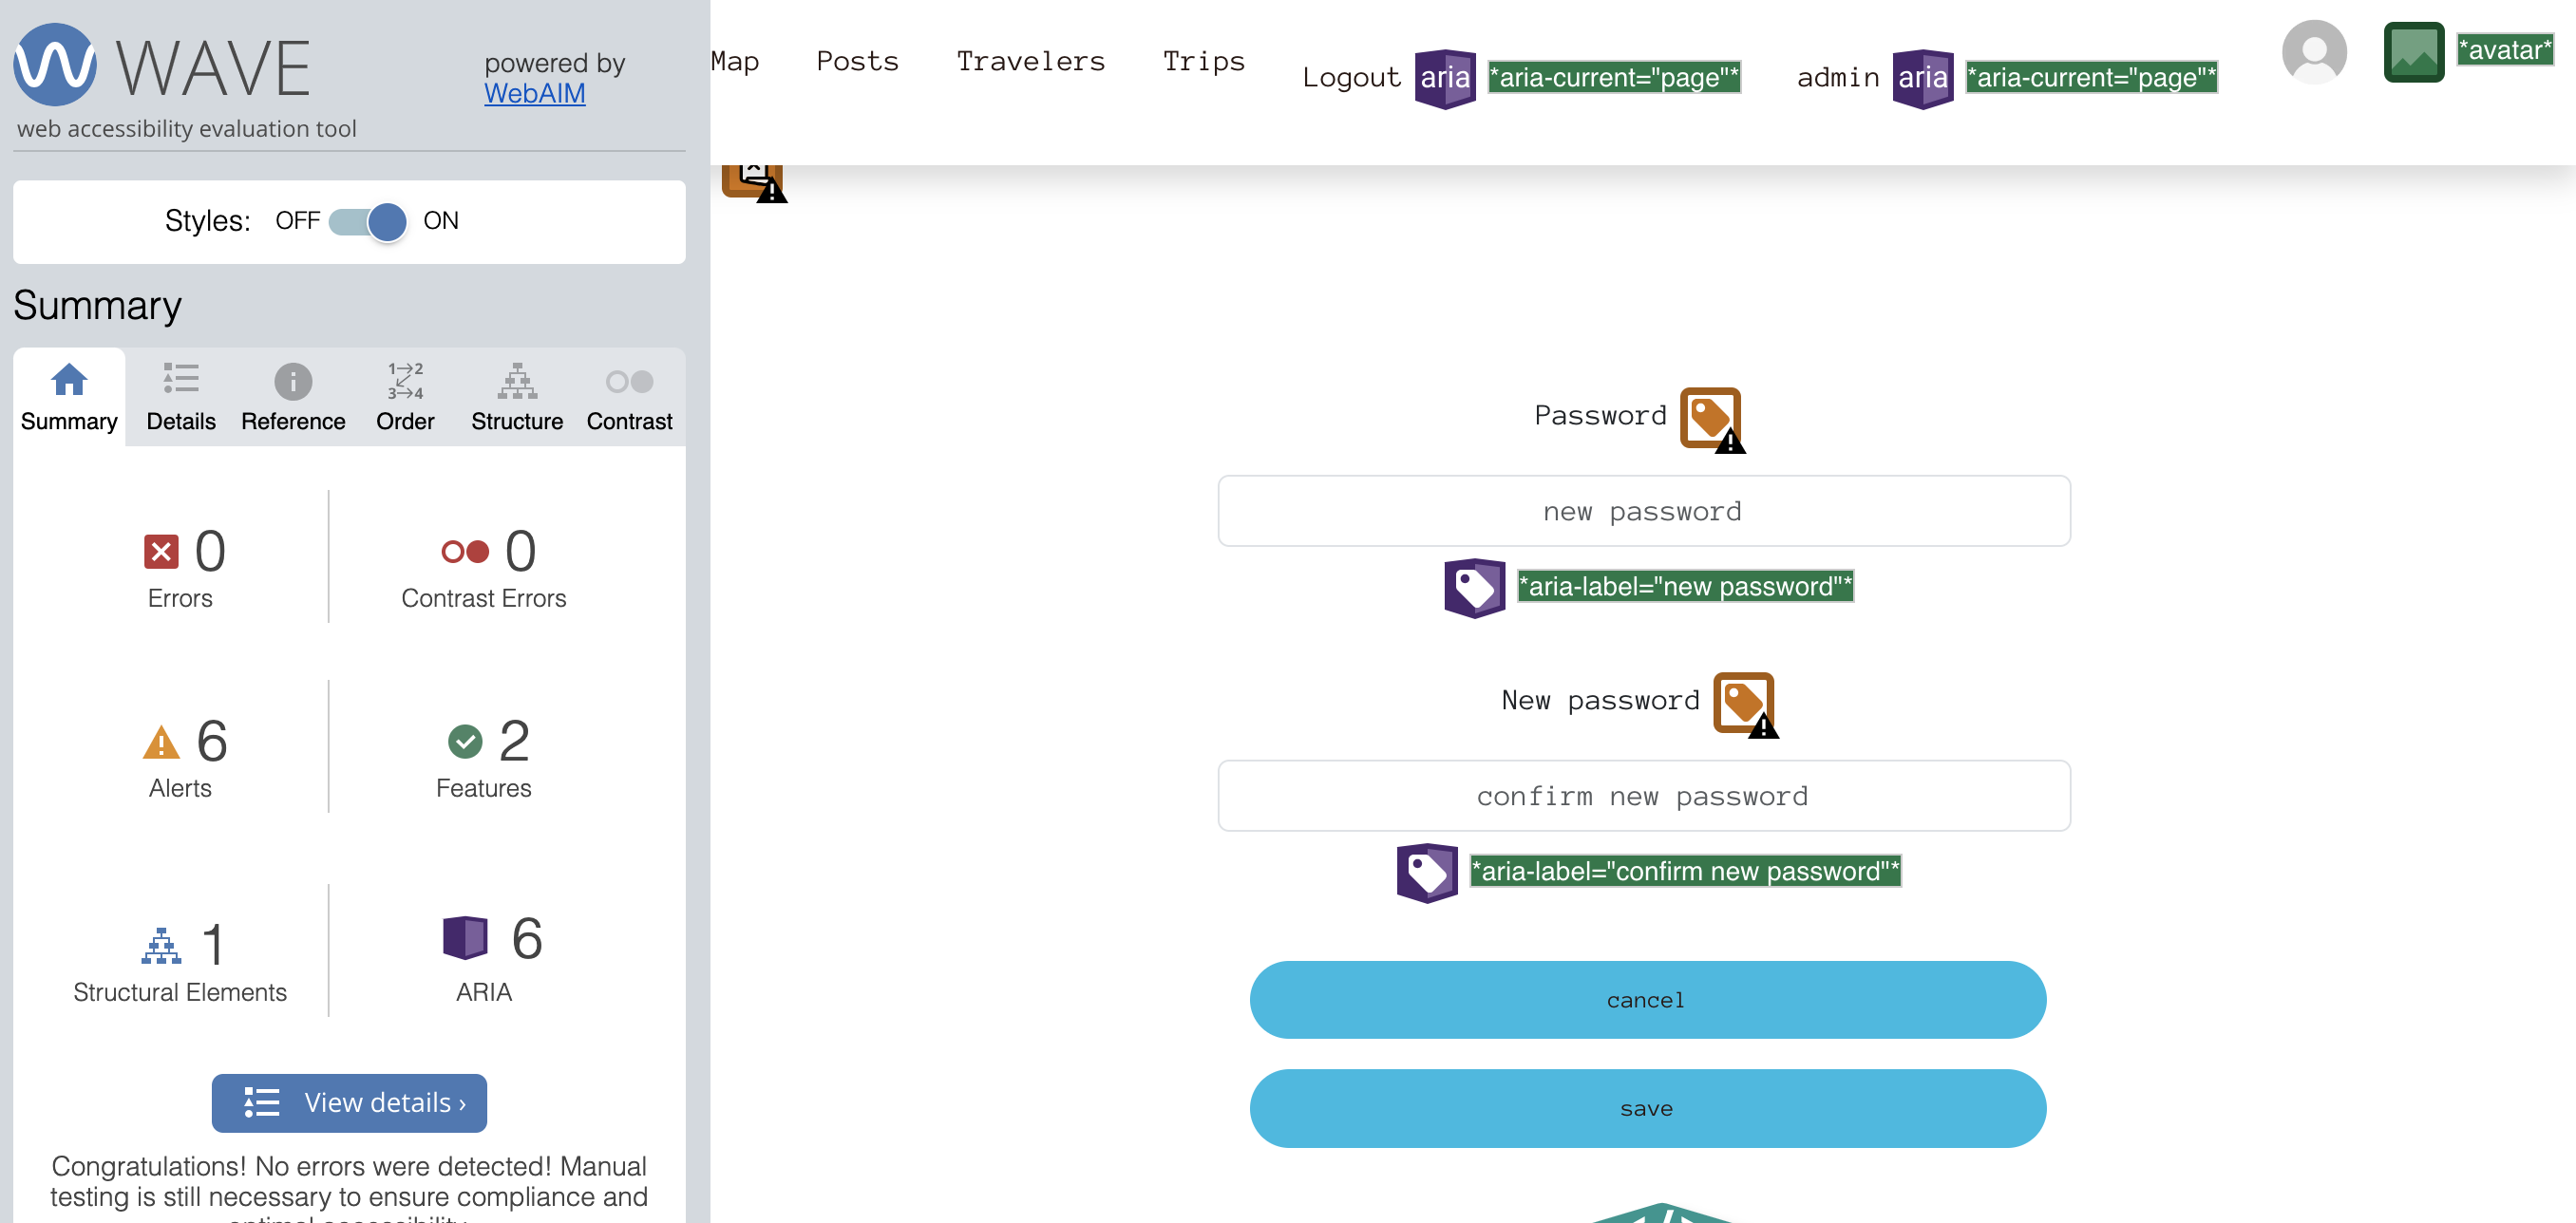 WAVE
powered by
WebAIM
web accessibility evaluation tool
Styles: OFF ON
Summary
Summary Details Reference Order Structure Contrast
1→2
3→4
0
Errors
0
Contrast Errors
6
Alerts
2
Features
1
Structural Elements
6
ARIA
View details ›
Congratulations! No errors were detected! Manual
testing is still necessary to ensure compliance and
Map Posts Travelers Trips Logout aria *aria-current="page"* admin aria *aria-current="page"* *avatar*
Password
new password
*aria-label="new password"*
New password
confirm new password
*aria-label="confirm new password"*
cancel
save